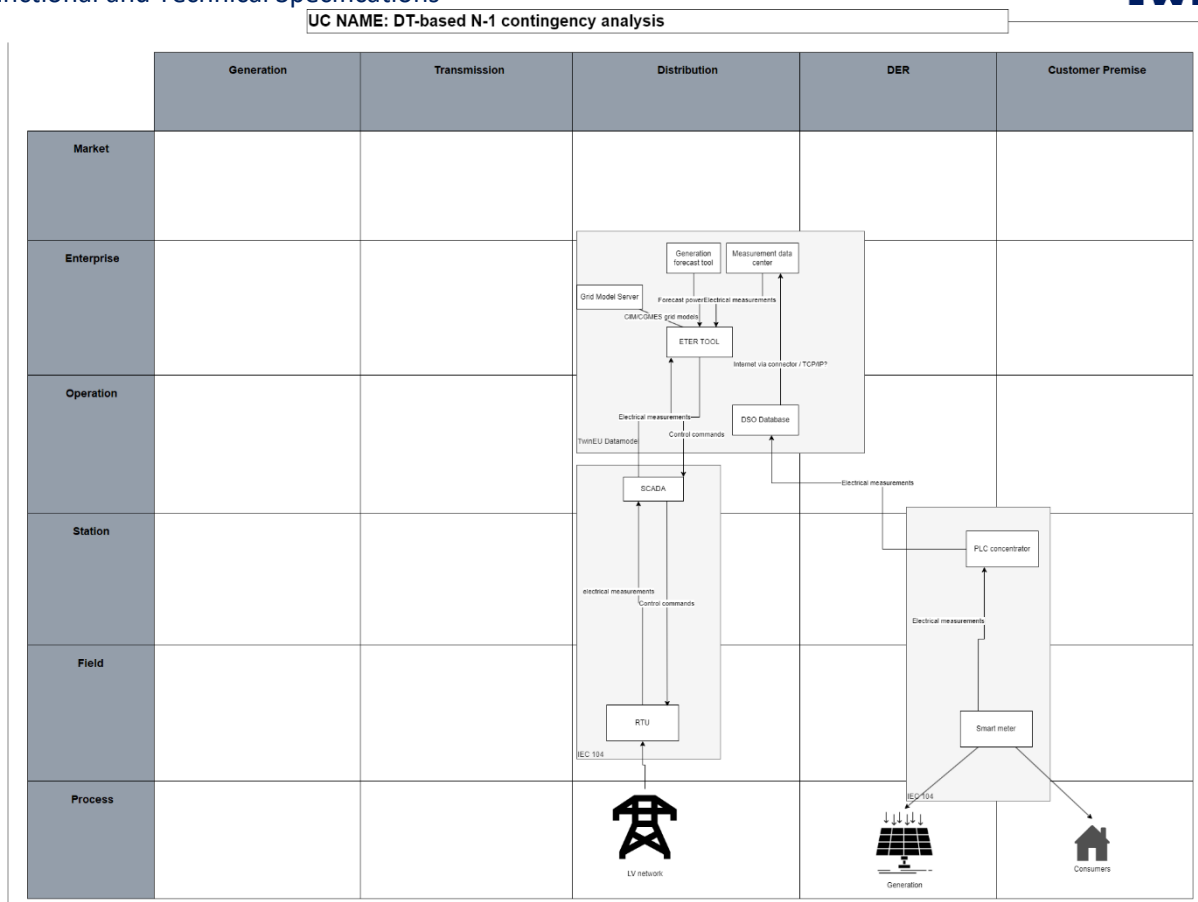 UC NAME: DT-based N-1 contingency analysis
Generation
Transmission
Distribution
DER
Customer Premise
Market
Enterprise
Generation
forecast tool
Measurement data
center
Grid Model Server
Forecast power
Electrical measurements
CIM/CGMES grid models
ETER TOOL
Internet via connector / TCP/IP?
Operation
Electrical measurements
DSO Database
Control commands
TwinEU Datamodel
SCADA
Electrical measurements
Station
PLC concentrator
electrical measurements
Control commands
Electrical measurements
Field
RTU
Smart meter
IEC 104
Process
IEC 104
LV network
Generation
Consumers